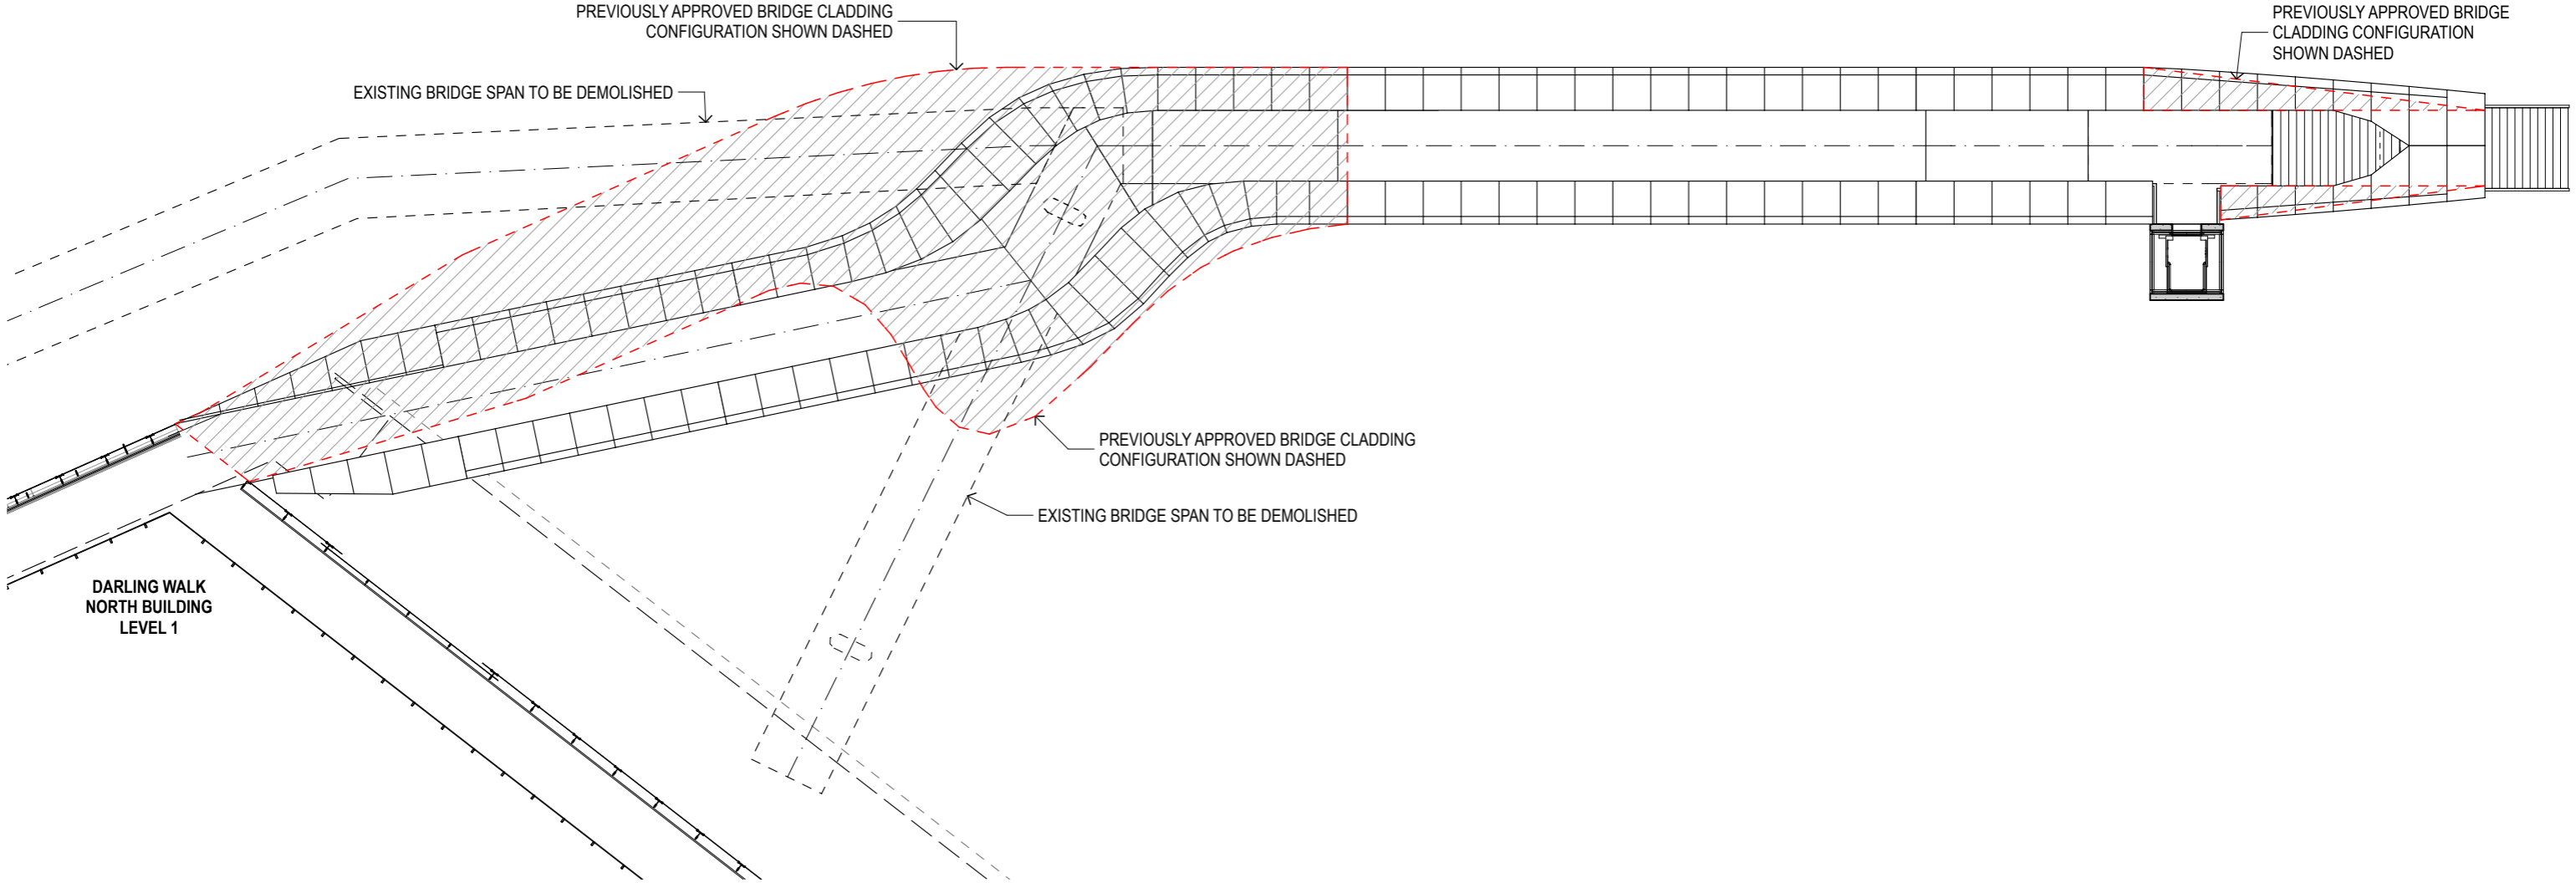 PREVIOUSLY APPROVED BRIDGE CLADDING
CONFIGURATION SHOWN DASHED
PREVIOUSLY APPROVED BRIDGE
CLADDING CONFIGURATION
SHOWN DASHED
EXISTING BRIDGE SPAN TO BE DEMOLISHED
PREVIOUSLY APPROVED BRIDGE CLADDING
CONFIGURATION SHOWN DASHED
EXISTING BRIDGE SPAN TO BE DEMOLISHED
DARLING WALK
NORTH BUILDING
LEVEL 1